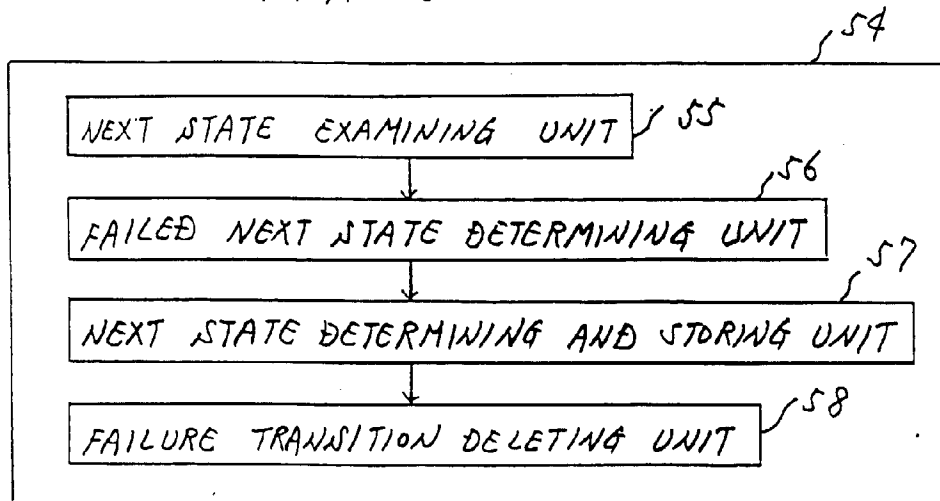 54
NEXT STATE EXAMINING UNIT 55
56
FAILED NEXT STATE DETERMINING UNIT
57
NEXT STATE DETERMINING AND STORING UNIT
58
FAILURE TRANSITION DELETING UNIT